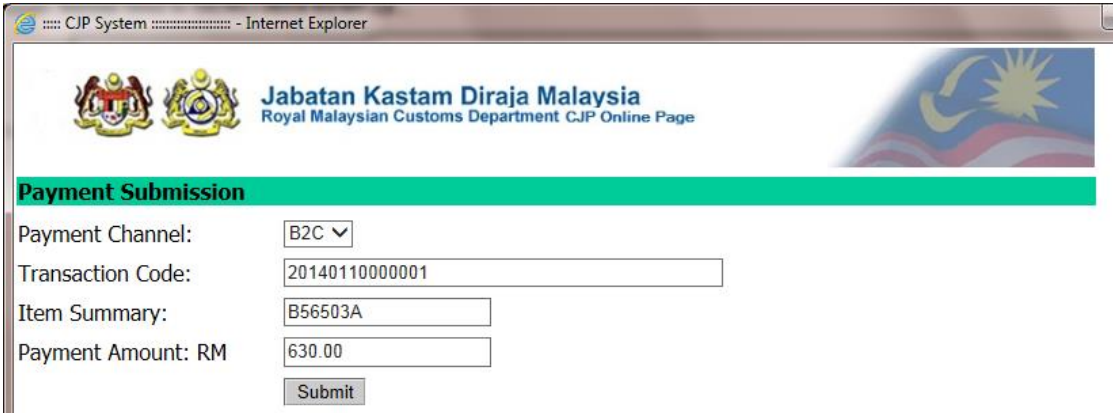 ::::: CJP System :::::::::::::::::::::: - Internet Explorer
Jabatan Kastam Diraja Malaysia
Royal Malaysian Customs Department CJP Online Page
Payment Submission
Payment Channel: B2C
Transaction Code: 20140110000001
Item Summary: B56503A
Payment Amount: RM 630.00
Submit